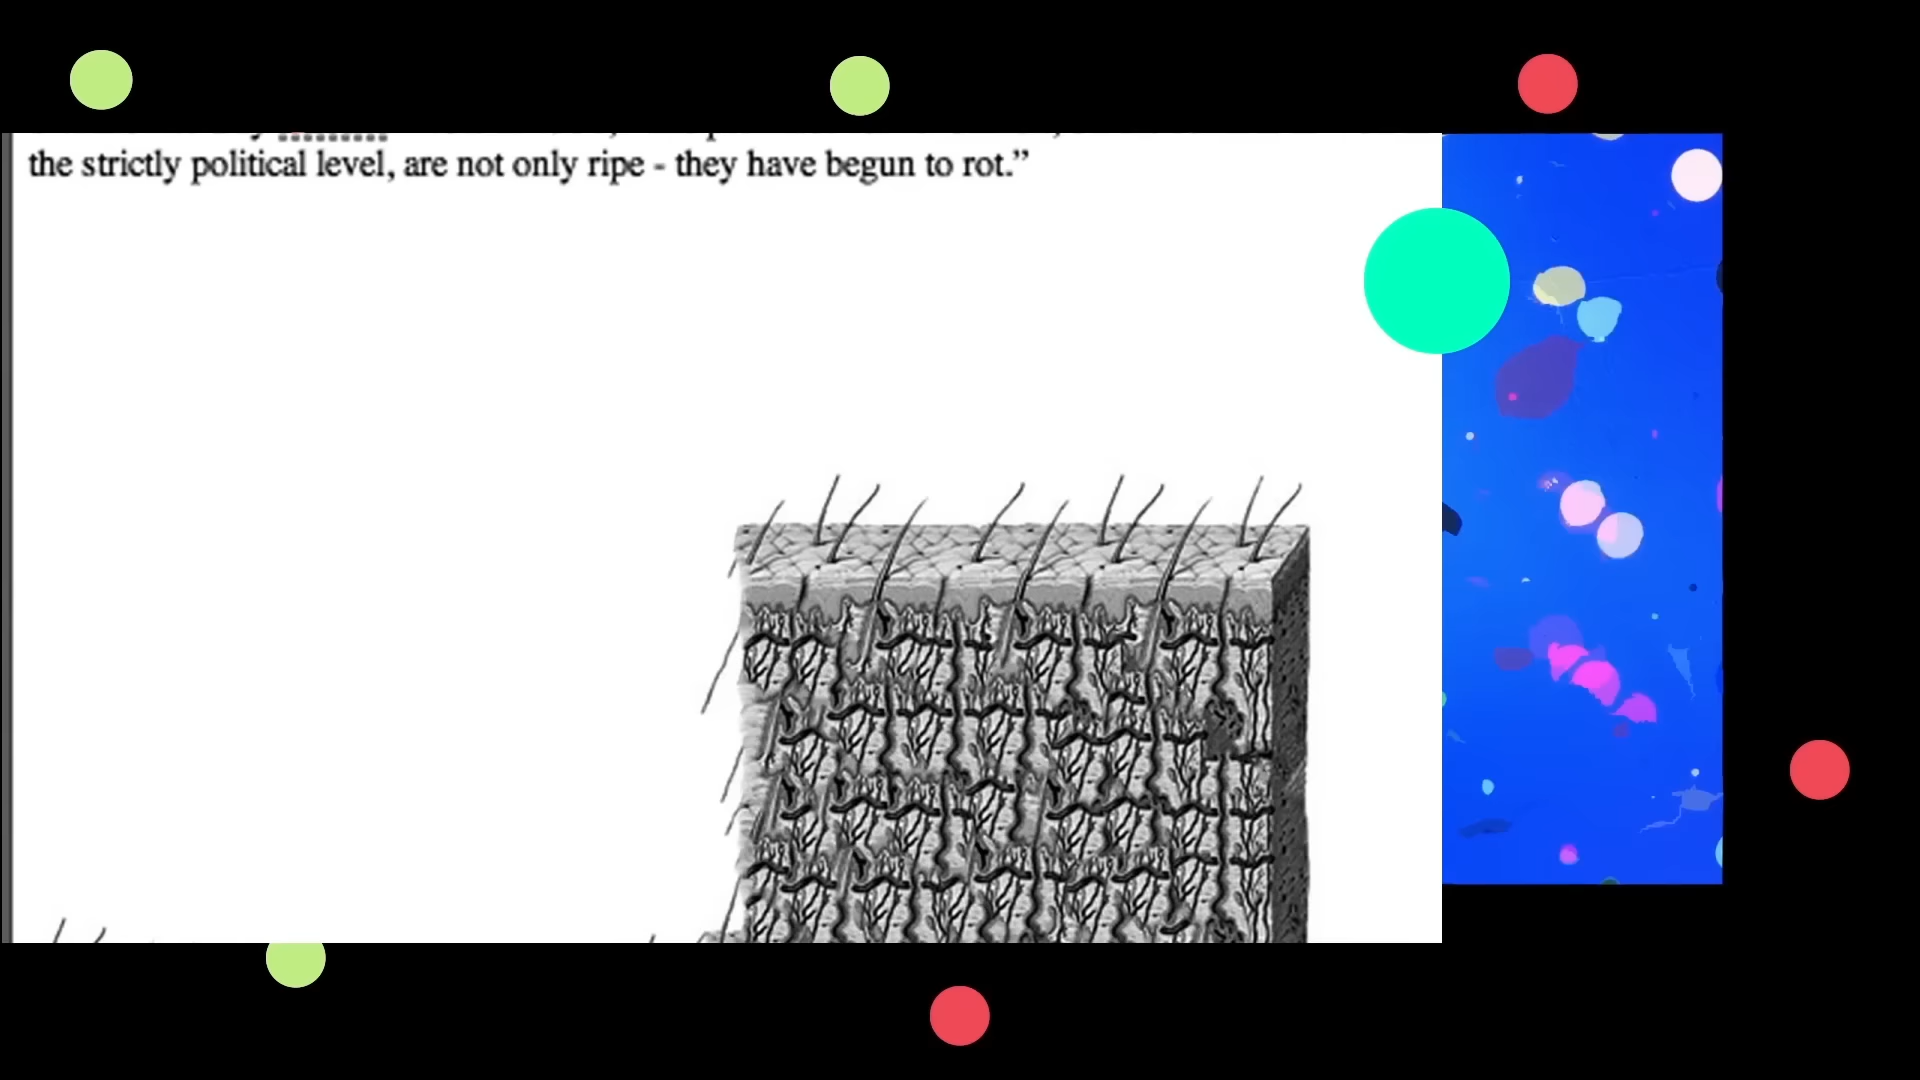 the strictly political level, are not only ripe - they have begun to rot.”